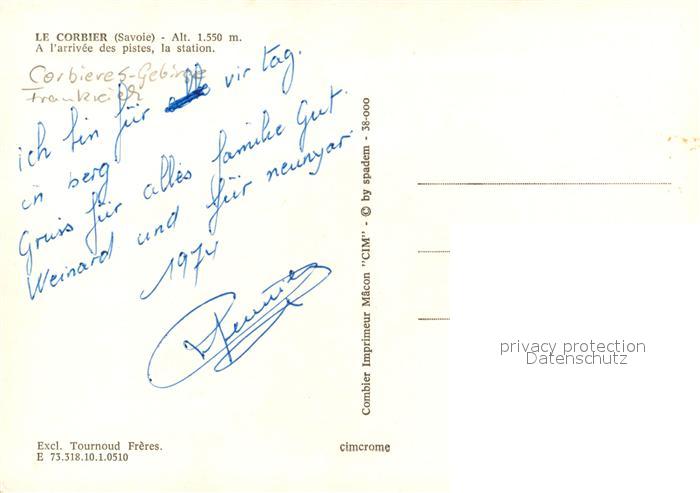 LE CORBIER (Savoie) - Alt. 1.550 m.
A l'arrivée des pistes, la station.
Corbieres-Gebirge
Frankreich
ich bin für vir tag.
in berg
Gruss für alles familie Gut.
Weinard und für neunyar
1974
Combier Imprimeur Mâcon "CIM" - © by spadem - 38-000
privacy protection
Datenschutz
Excl. Tournoud Frères.
E 73.318.10.1.0510
cimcrome